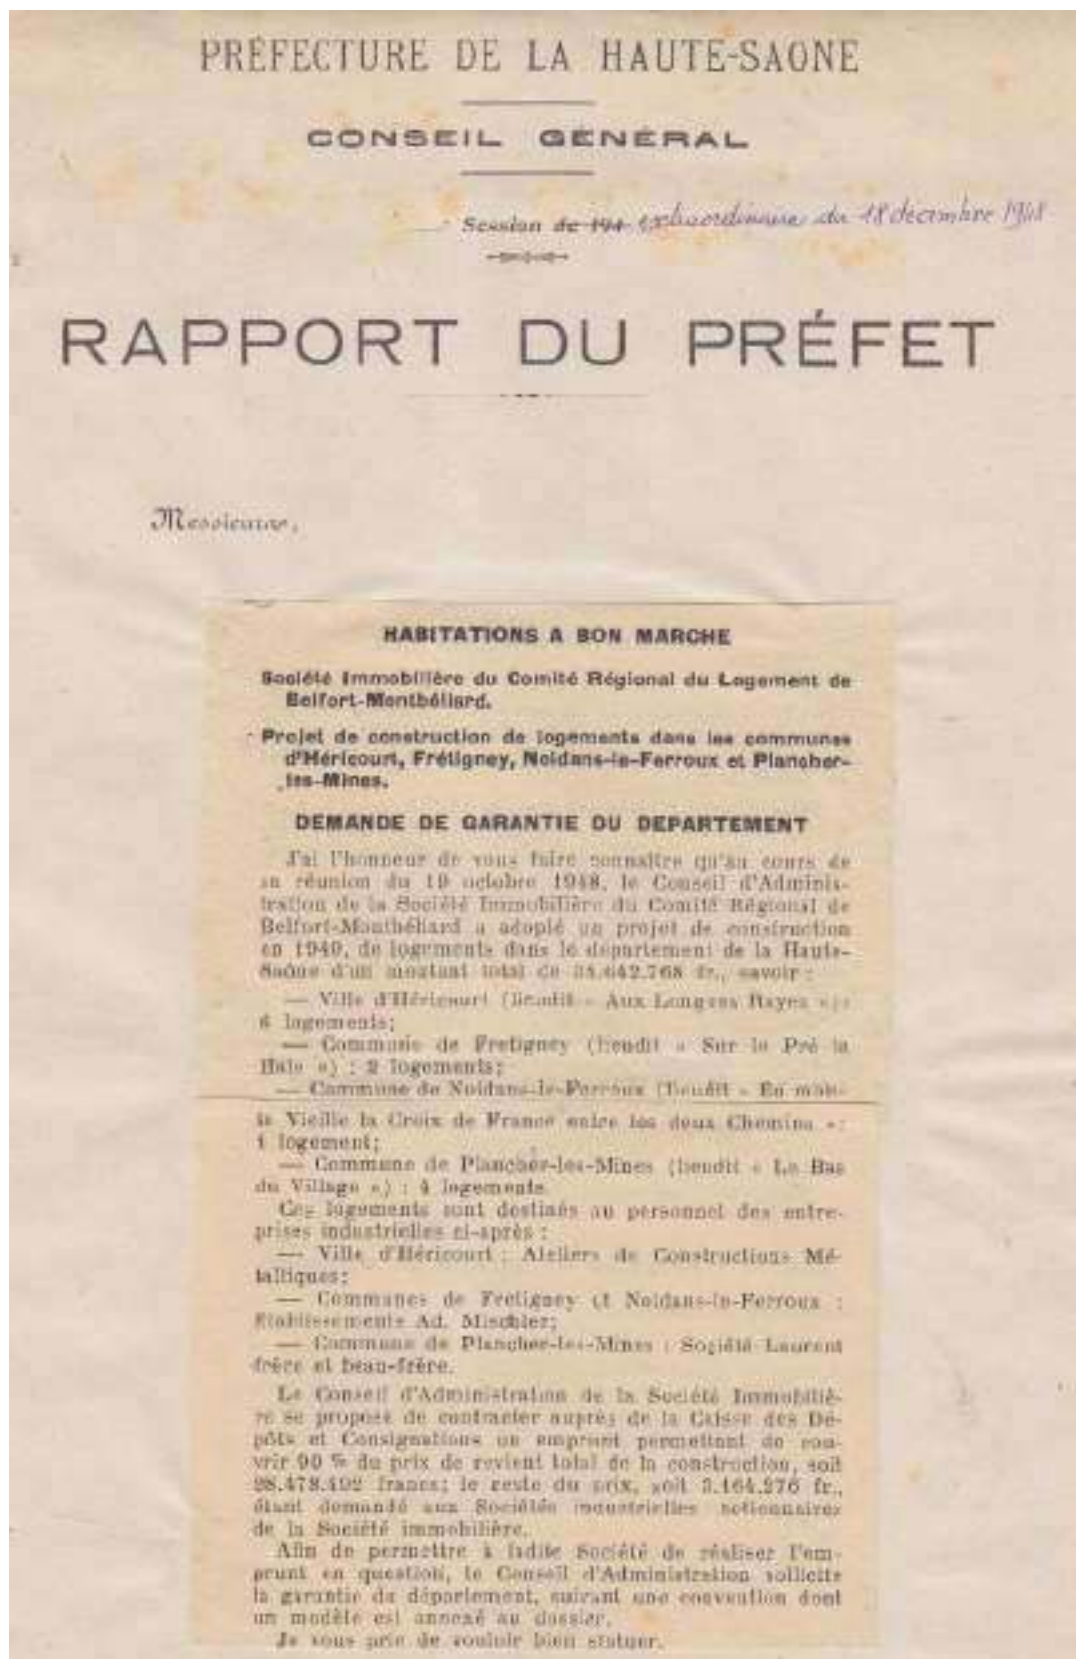 PRÉFECTURE DE LA HAUTE-SAONE
CONSEIL GÉNÉRAL
Session de 194 extraordinaire du 18 decembre 1948
RAPPORT DU PRÉFET
Messieurs,
HABITATIONS A BON MARCHE
Société Immobilière du Comité Régional du Logement de
Belfort-Montbéliard.
Projet de construction de logements dans les communes
d'Héricourt, Frétigney, Noidans-le-Ferroux et Plancher-
les-Mines.
DEMANDE DE GARANTIE DU DEPARTEMENT
J'ai l'honneur de vous faire connaître qu'au cours de
sa réunion du 19 octobre 1948, le Conseil d'Adminis-
tration de la Société Immobilière du Comité Régional de
Belfort-Montbéliard a adopté un projet de construction
en 1949, de logements dans le département de la Haute-
Saône d'un montant total de fr., savoir :
— Ville d'Héricourt (lieudit « Aux Longues Rayes ») :
6 logements;
— Commune de Fretigney (lieudit « Sur le Pré la
Haie ») : 2 logements;
— Commune de Noidans-le-Ferroux (lieudit « En
la Vieille la Croix de France entre les deux Chemins » :
1 logement;
— Commune de Plancher-les-Mines (lieudit « Le Bas
du Village ») : 4 logements.
Ces logements sont destinés au personnel des entre-
prises industrielles ci-après :
— Ville d'Héricourt : Ateliers de Constructions Mé-
talliques;
— Communes de Fretigney et Noidans-le-Ferroux :
Etablissements Ad. Mischler;
— Commune de Plancher-les-Mines : Société Laurent
frère et beau-frère.
Le Conseil d'Administration de la Société Immobiliè-
re se propose de contracter auprès de la Caisse des Dé-
pôts et Consignations un emprunt permettant de cou-
vrir 90 % du prix de revient total de la construction, soit
28.478.492 francs; le reste du prix, soit 3.164.276 fr.,
étant demandé aux Sociétés industrielles actionnaires
de la Société immobilière.
Afin de permettre à ladite Société de réaliser l'em-
prunt en question, le Conseil d'Administration sollicite
la garantie du département, suivant une convention dont
un modèle est annexé au dossier.
Je vous prie de vouloir bien statuer.